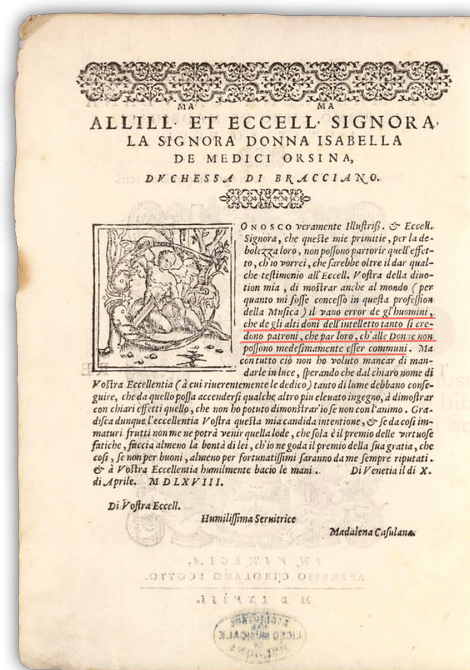 MA MA
ALL'ILL. ET ECCELL. SIGNORA,
LA SIGNORA DONNA ISABELLA
DE MEDICI ORSINA,
DVCHESSA DI BRACCIANO.
CONOSCO veramente Illustriß. & Eccell.
Signora, che queste mie primitie, per la de-
bolezza loro, non possono partorir quell'effet-
to, ch'io vorrei, che sarebbe oltre il dar qual-
che testimonio all'Eccell. Vostra della diuo-
tion mia, di mostrar anche al mondo (per
quanto mi fosse concesso in questa profession
della Musica) il vano error de gl'huomini,
che de gli alti doni dell'intelletto tanto si cre-
dono patroni, che par loro, ch'alle Donne non
possono medesimamente esser communi. Ma
con tutto ciò non ho voluto mancar di man-
darle in luce, sperando che dal chiaro nome di
Vostra Eccellentia (à cui riuerentemente le dedico) tanto di lume debbano conse-
guire, che da quello possa accendersi qualche altro piu eleuato ingegno, à dimostrar
con chiari effetti quello, che non ho potuto dimostrar io se non con l'animo. Gra-
disca dunque l'eccellentia Vostra questa mia candida intentione, & se da così im-
maturi frutti non me ne potrà venir quella lode, che sola è il premio delle virtuose
fatiche, faccia almeno la bontà di lei, ch'io ne goda il premio della sua gratia, che
così, se non per buoni, almeno per fortunatissimi saranno da me sempre riputati.
& à Vostra Eccellentia humilmente bacio le mani. Di Venetia il di X.
di Aprile. MDLXVIII.
Di Vostra Eccell.
Humilissima Seruitrice
Madalena Casulana.